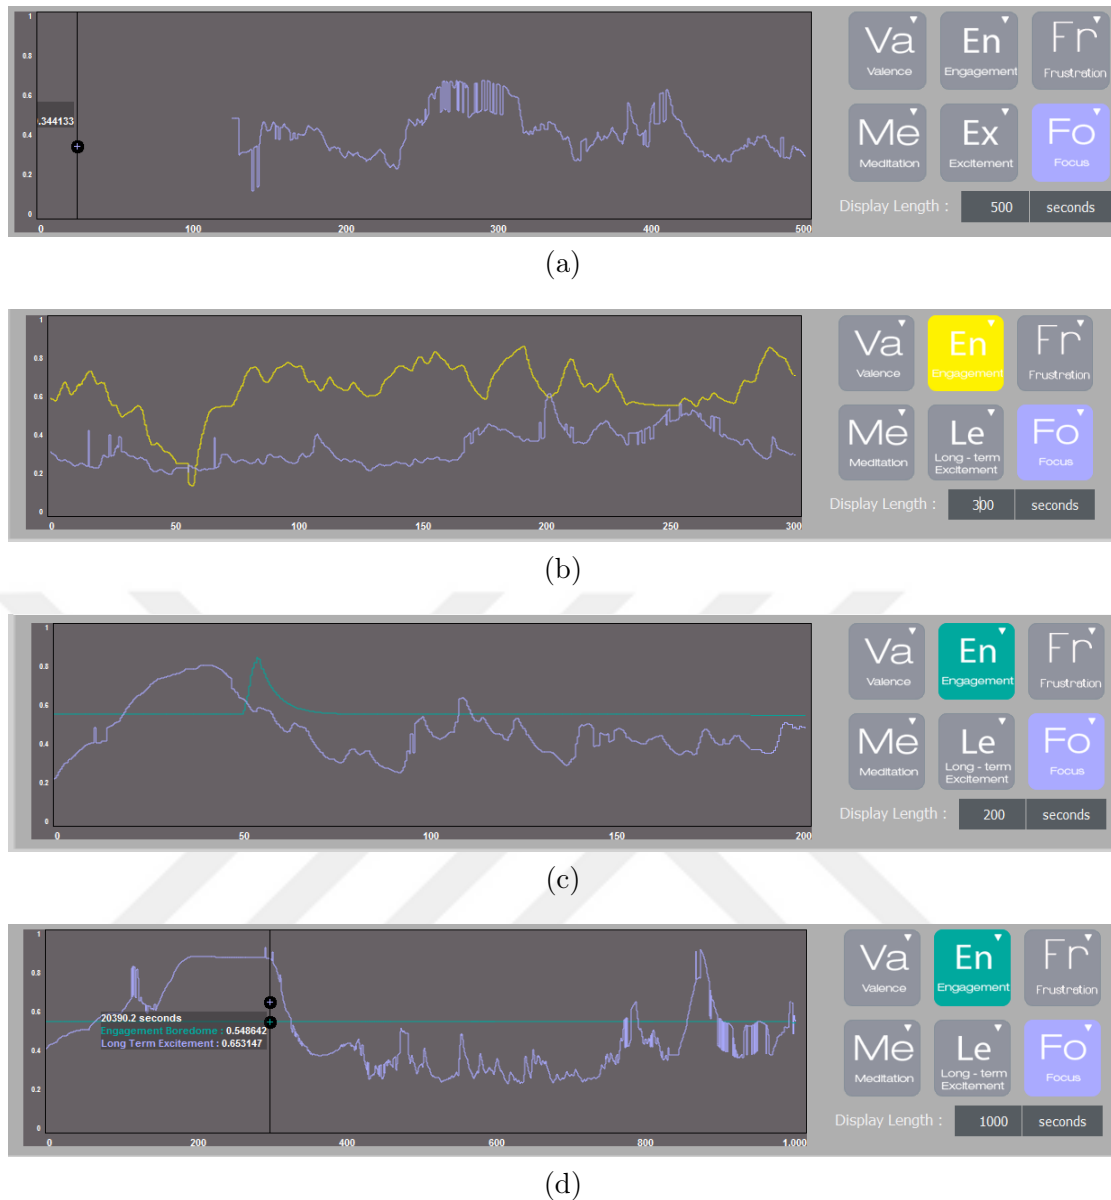 1
0.8
0.6
0.4
0.2
0
.344133
0 100 200 300 400 500
Va En Fr
Valence Engagement Frustration
Me Ex Fo
Meditation Excitement Focus
Display Length : 500 seconds
(a)
1
0.8
0.6
0.4
0.2
0
0 50 100 150 200 250 300
Va En Fr
Valence Engagement Frustration
Me Le Fo
Meditation Long - term Excitement Focus
Display Length : 300 seconds
(b)
1
0.8
0.6
0.4
0.2
0
0 50 100 150 200
Va En Fr
Valence Engagement Frustration
Me Le Fo
Meditation Long - term Excitement Focus
Display Length : 200 seconds
(c)
1
0.8
0.6
0.4
0.2
0
20390.2 seconds
Engagement Boredome : 0.548642
Long Term Excitement : 0.653147
0 200 400 600 800 1.000
Va En Fr
Valence Engagement Frustration
Me Le Fo
Meditation Long - term Excitement Focus
Display Length : 1000 seconds
(d)